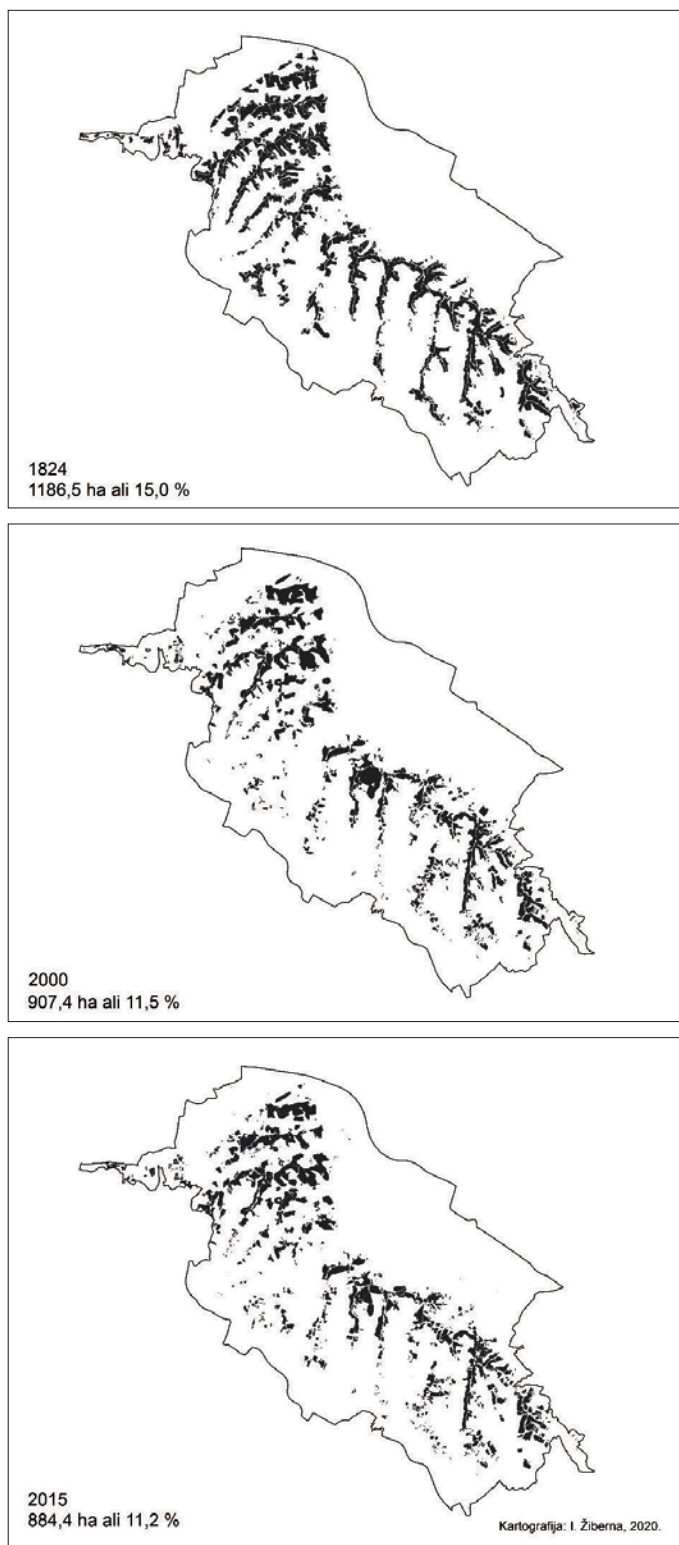 1824
1186,5 ha ali 15,0 %
2000
907,4 ha ali 11,5 %
2015
884,4 ha ali 11,2 %
Kartografija: I. Žiberna, 2020.